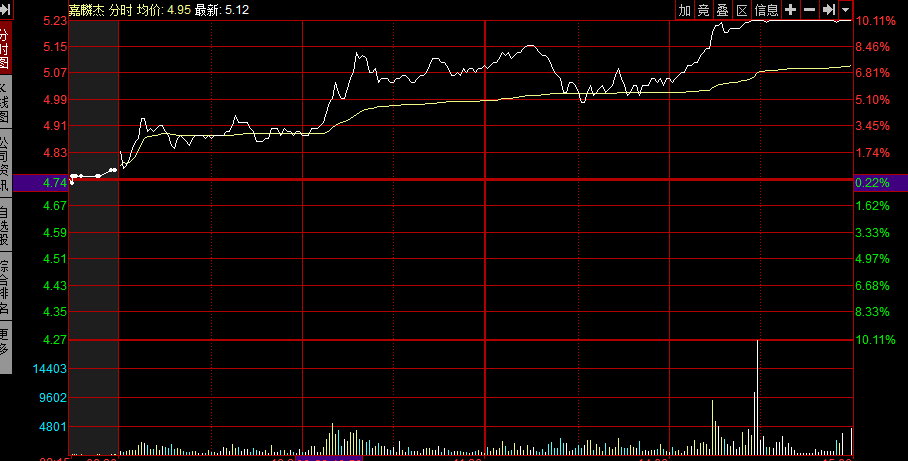 嘉麟杰 分时 均价: 4.95 最新: 5.12
加 竞 叠 区 信息
分时图
K线图
公司资讯
自选股
综合排名
更多
5.23 10.11%
5.15 8.46%
5.07 6.81%
4.99 5.10%
4.91 3.45%
4.83 1.74%
4.74 0.22%
4.67 1.62%
4.59 3.33%
4.51 4.97%
4.43 6.68%
4.35 8.33%
4.27 10.11%
14403
9602
4801